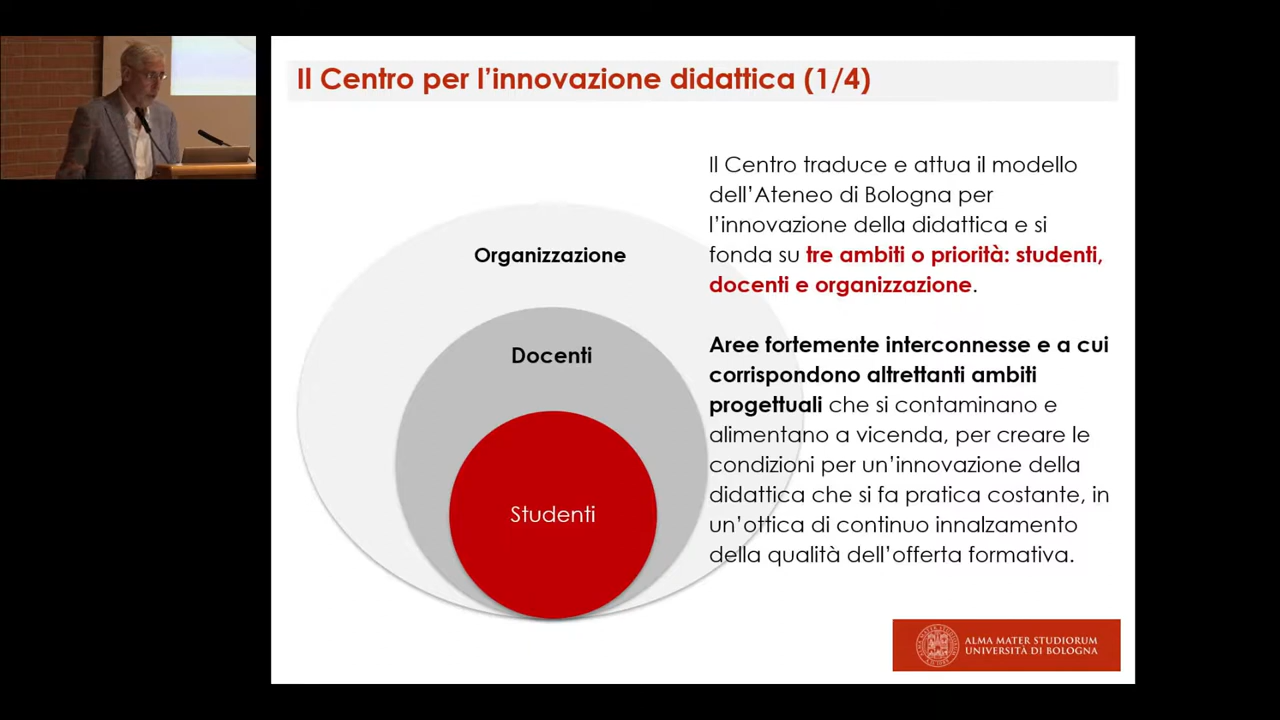 Il Centro per l’innovazione didattica (1/4)
Organizzazione
Docenti
Studenti
Il Centro traduce e attua il modello
dell’Ateneo di Bologna per
l’innovazione della didattica e si
fonda su tre ambiti o priorità: studenti,
docenti e organizzazione.
Aree fortemente interconnesse e a cui
corrispondono altrettanti ambiti
progettuali che si contaminano e
alimentano a vicenda, per creare le
condizioni per un’innovazione della
didattica che si fa pratica costante, in
un’ottica di continuo innalzamento
della qualità dell’offerta formativa.
ALMA MATER STUDIORUM
UNIVERSITÀ DI BOLOGNA